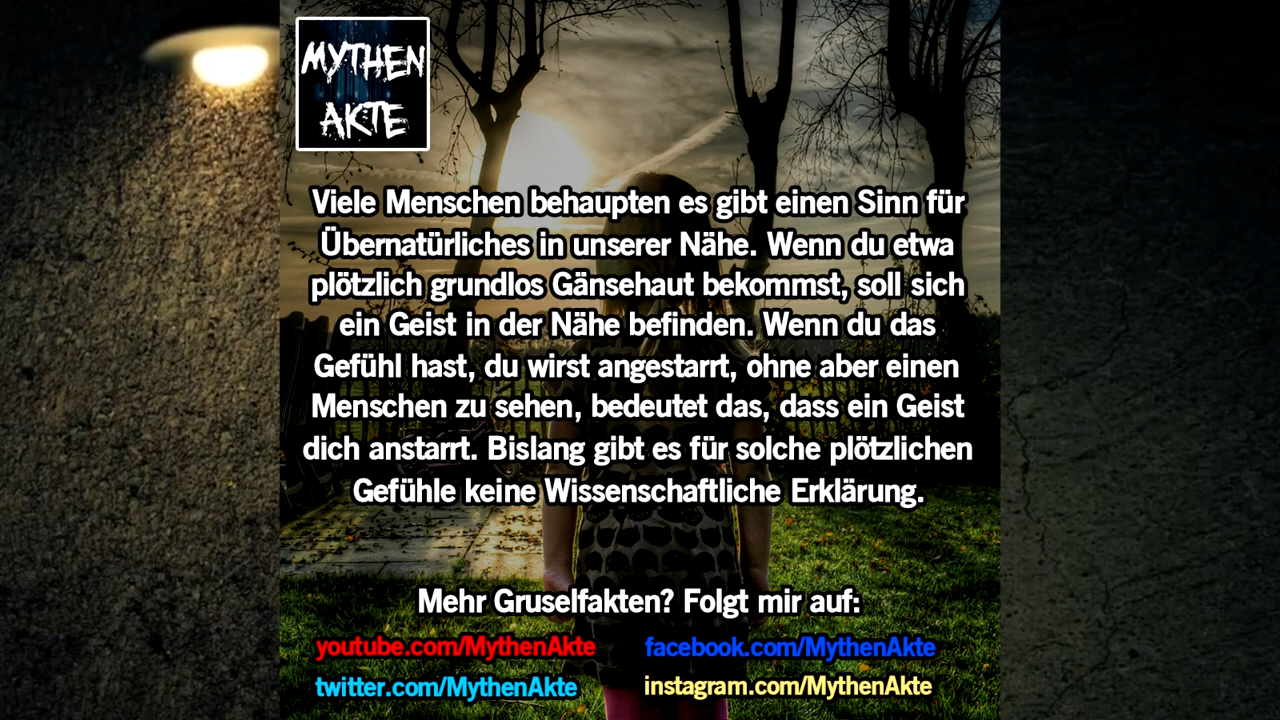 MYTHEN
AKTE
Viele Menschen behaupten es gibt einen Sinn für
Übernatürliches in unserer Nähe. Wenn du etwa
plötzlich grundlos Gänsehaut bekommst, soll sich
ein Geist in der Nähe befinden. Wenn du das
Gefühl hast, du wirst angestarrt, ohne aber einen
Menschen zu sehen, bedeutet das, dass ein Geist
dich anstarrt. Bislang gibt es für solche plötzlichen
Gefühle keine Wissenschaftliche Erklärung.
Mehr Gruselfakten? Folgt mir auf:
youtube.com/MythenAkte facebook.com/MythenAkte
twitter.com/MythenAkte instagram.com/MythenAkte